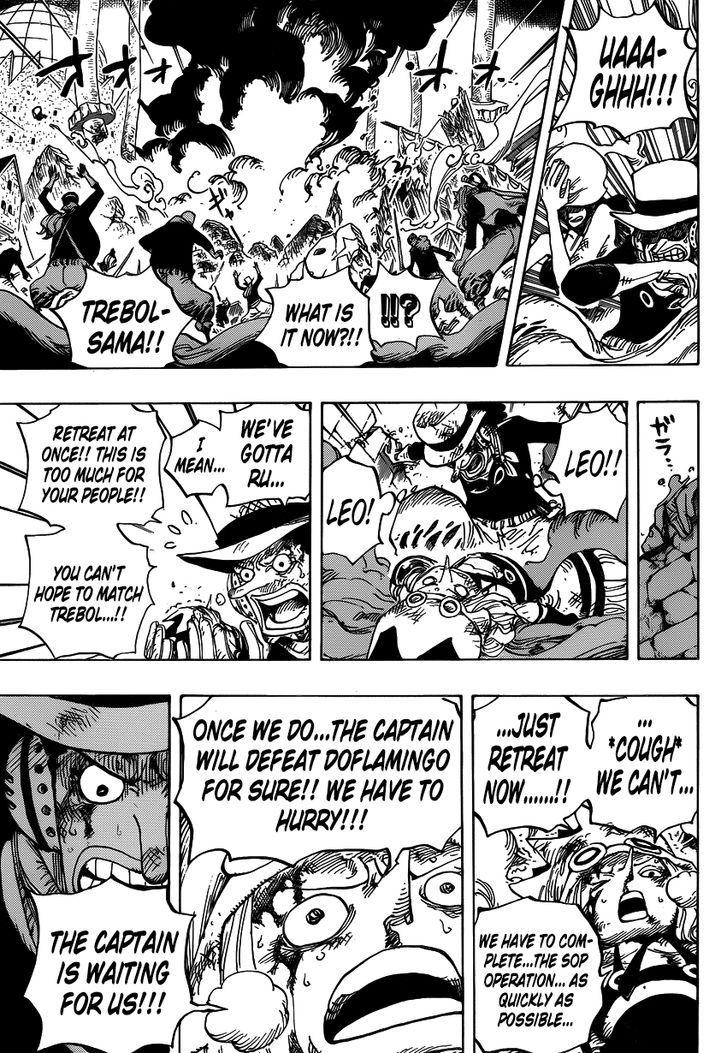 UAAA-
GHHH!!!
オオオオオ
!!?
WHAT IS
IT NOW?!!
TREBOL-
SAMA!!
ガラ...
LEO!!
LEO!
WE'VE
GOTTA
RU...
I
MEAN...
RETREAT AT
ONCE!! THIS IS
TOO MUCH FOR
YOUR PEOPLE!!
YOU CAN'T
HOPE TO MATCH
TREBOL...!!
...
*COUGH*
WE CAN'T...
...JUST
RETREAT
NOW.......!!
WE HAVE TO COM-
PLETE...THE SOP
OPERATION... AS
QUICKLY AS
POSSIBLE...
ONCE WE DO...THE CAPTAIN
WILL DEFEAT DOFLAMINGO
FOR SURE!! WE HAVE TO
HURRY!!!
THE CAPTAIN
IS WAITING
FOR US!!!